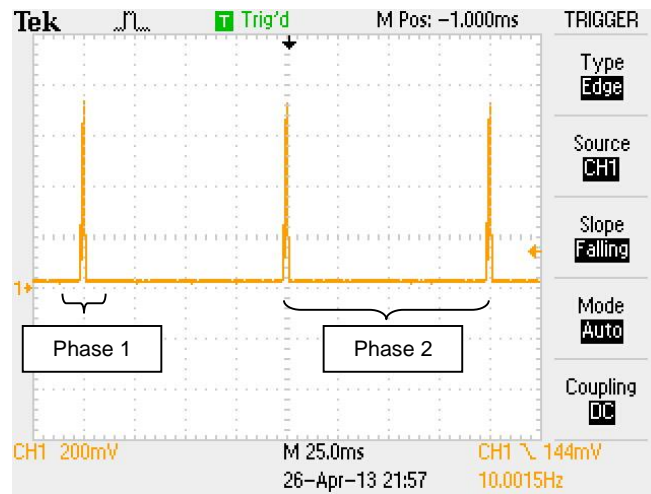 Tek T Trig'd M Pos: −1.000ms TRIGGER
Type
Edge
Source
CH1
Slope
Falling
Mode
Auto
Coupling
DC
1
Phase 1 Phase 2
CH1 200mV M 25.0ms CH1 144mV
26−Apr−13 21:57 10.0015Hz